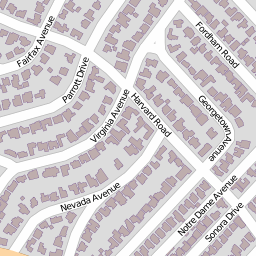 Fairfax Avenue
Fordham Road
Parrott Drive
Virginia Avenue
Harvard Road
Georgetown Avenue
Nevada Avenue
Notre Dame Avenue
Sonora Drive